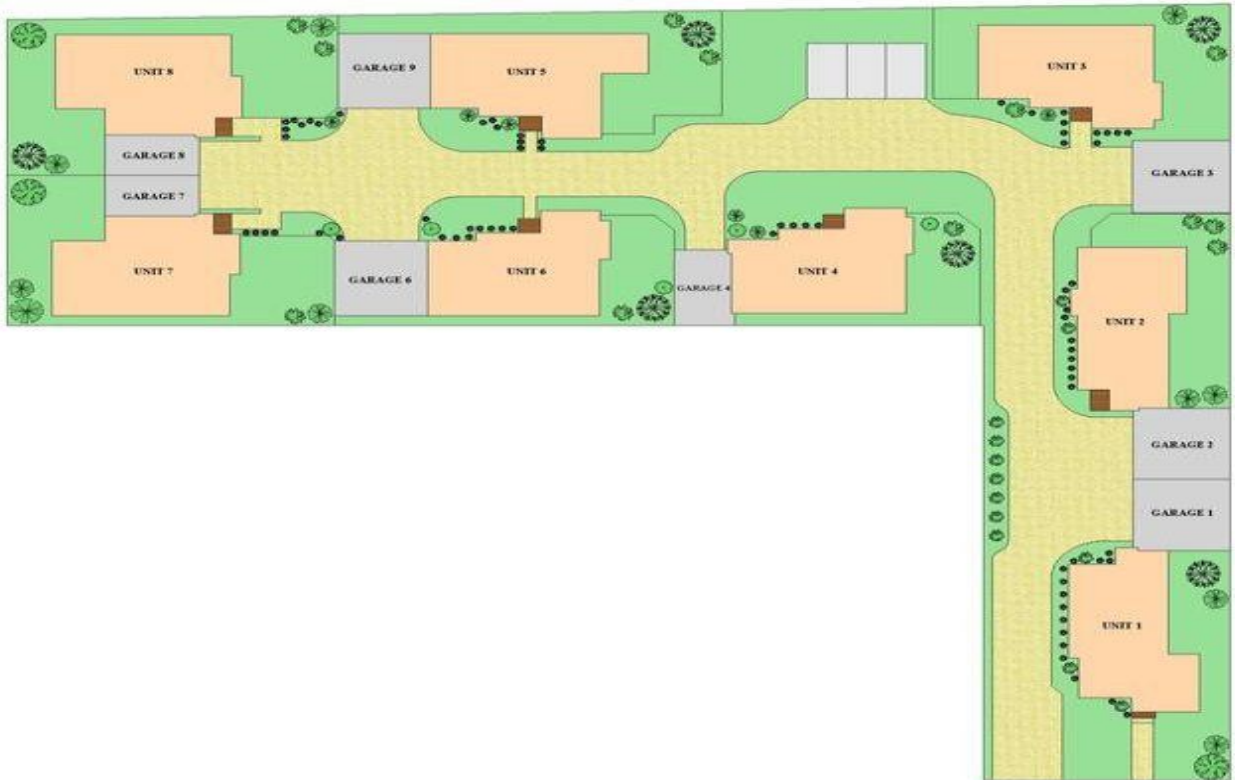 UNIT 8
GARAGE 9
UNIT 5
UNIT 3
GARAGE 8
GARAGE 7
GARAGE 3
UNIT 7
GARAGE 6
UNIT 6
GARAGE 4
UNIT 4
UNIT 2
GARAGE 2
GARAGE 1
UNIT 1